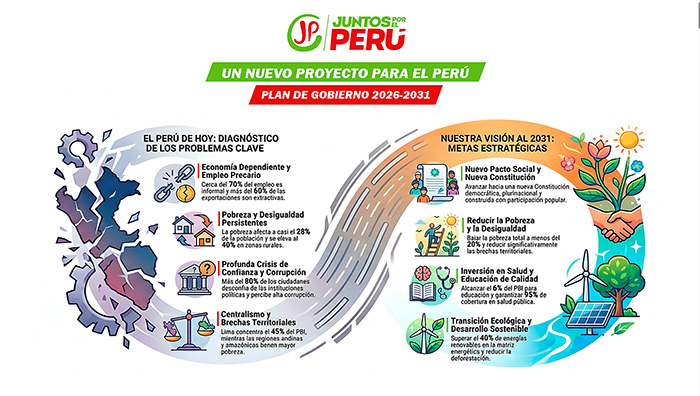 JP
JUNTOS POR EL
PERÚ
UN NUEVO PROYECTO PARA EL PERÚ
PLAN DE GOBIERNO 2026-2031
EL PERÚ DE HOY: DIAGNÓSTICO
DE LOS PROBLEMAS CLAVE
Economía Dependiente y
Empleo Precario
Cerca del 70% del empleo es
informal y más del 60% de las
exportaciones son extractivas.
Pobreza y Desigualdad
Persistentes
La pobreza afecta a casi el 28%
de la población y se eleva al
40% en zonas rurales.
Profunda Crisis de
Confianza y Corrupción
Más del 80% de los ciudadanos
desconfía de las instituciones
políticas y percibe alta corrupción.
Centralismo y
Brechas Territoriales
Lima concentra el 45% del PBI,
mientras las regiones andinas
y amazónicas tienen mayor
pobreza.
NUESTRA VISIÓN AL 2031:
METAS ESTRATÉGICAS
Nuevo Pacto Social y
Nueva Constitución
Avanzar hacia una nueva Constitución
democrática, plurinacional y
construida con participación popular.
Reducir la Pobreza
y la Desigualdad
Bajar la pobreza total a menos del
20% y reducir significativamente
las brechas territoriales.
Inversión en Salud y
Educación de Calidad
Alcanzar el 6% del PBI para
educación y garantizar 95% de
cobertura en salud pública.
Transición Ecológica y
Desarrollo Sostenible
Superar el 40% de energías
renovables en la matriz
energética y reducir la
deforestación.